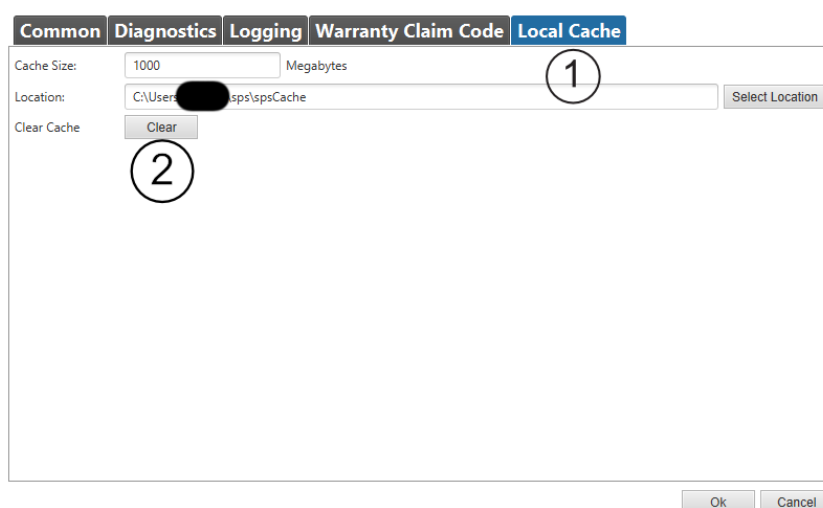 Common Diagnostics Logging Warranty Claim Code Local Cache
1
Cache Size: 1000 Megabytes
Location: C:\Users \sps\spsCache Select Location
Clear Cache Clear
2
Ok Cancel